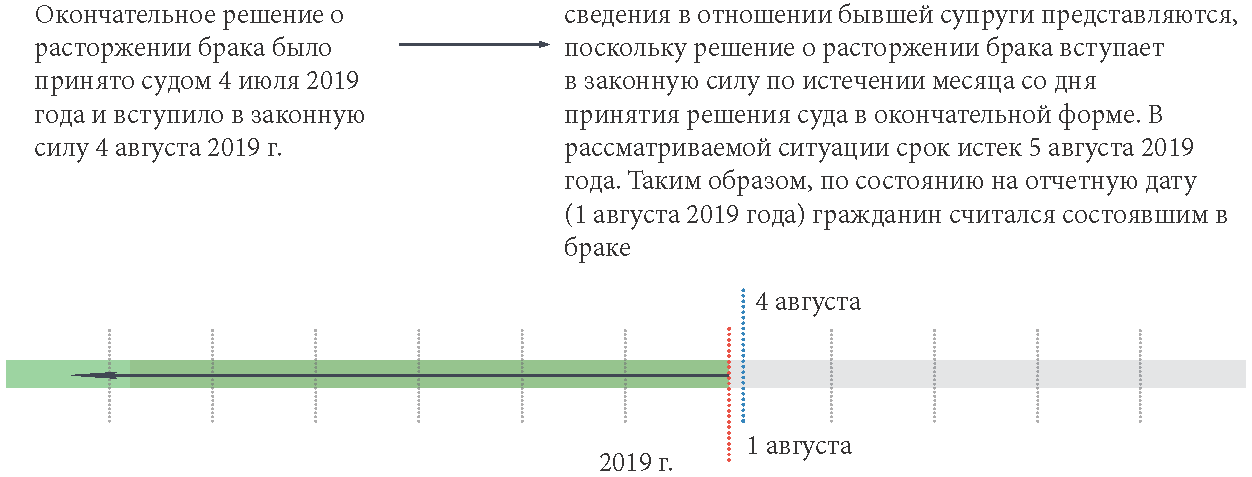 Окончательное решение о
расторжении брака было
принято судом 4 июля 2019
года и вступило в законную
силу 4 августа 2019 г.
сведения в отношении бывшей супруги представляются,
поскольку решение о расторжении брака вступает
в законную силу по истечении месяца со дня
принятия решения суда в окончательной форме. В
рассматриваемой ситуации срок истек 5 августа 2019
года. Таким образом, по состоянию на отчетную дату
(1 августа 2019 года) гражданин считался состоявшим в
браке
4 августа
1 августа
2019 г.